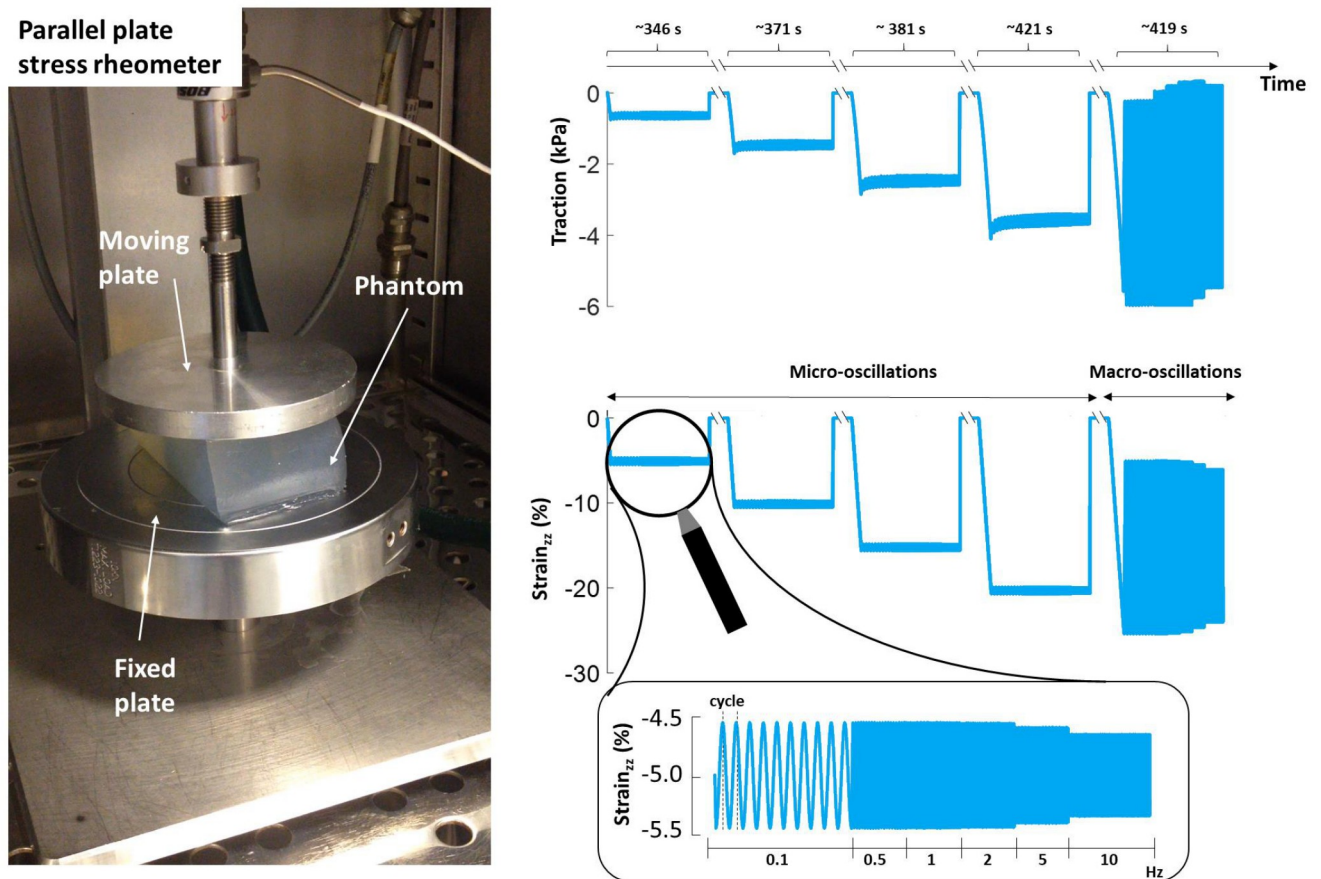 Parallel plate
stress rheometer
Moving
plate
Phantom
Fixed
plate
~346 s
~371 s
~ 381 s
~421 s
~419 s
Time
Traction (kPa)
0
-2
-4
-6
Micro-oscillations
Macro-oscillations
Strainzz (%)
0
-10
-20
-30
cycle
Strainzz (%)
-4.5
-5.0
-5.5
0.1
0.5
1
2
5
10
Hz